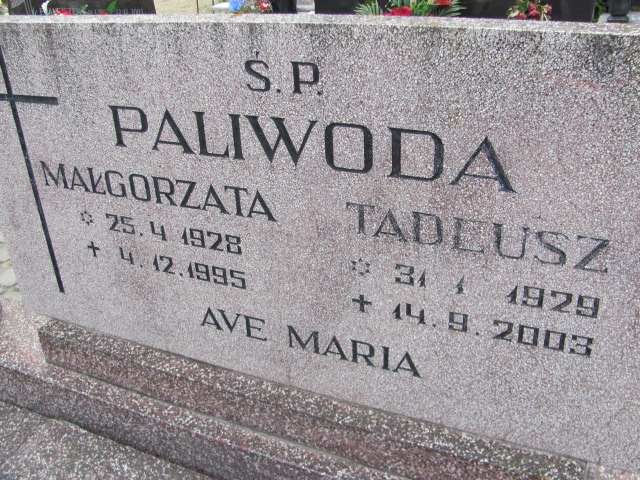 Ś.P.
PALIWODA
MAŁGORZATA
* 25.4.1928
+ 4.12.1995
TADEUSZ
* 31 1 1929
+ 14.9.2003
AVE MARIA